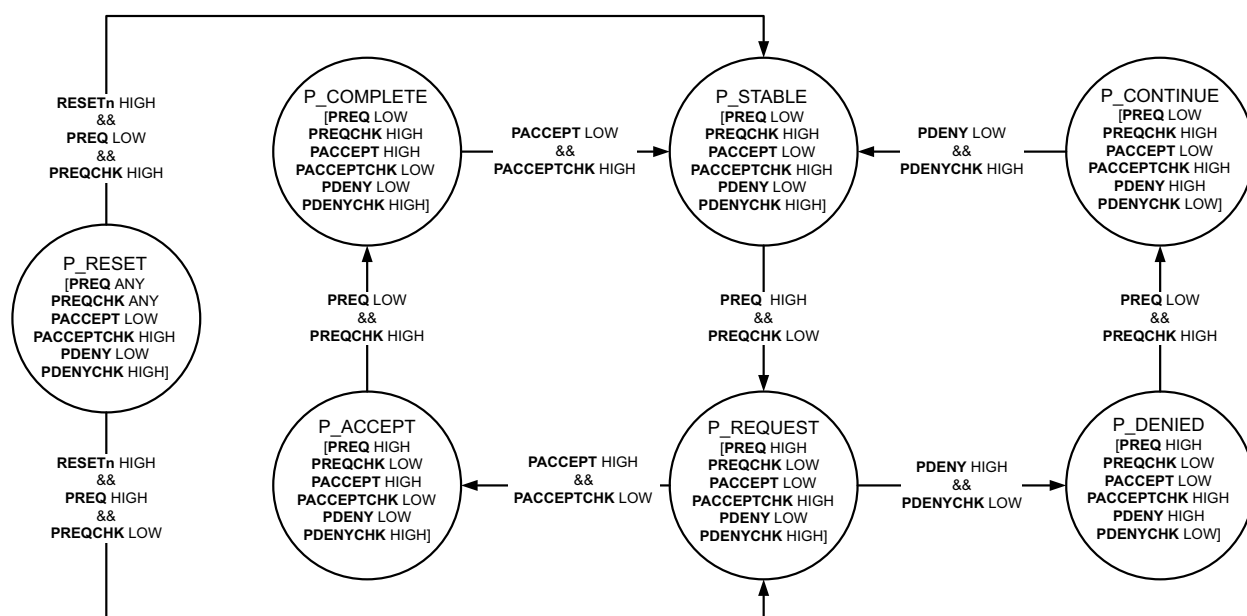 RESETn HIGH
&&
PREQ LOW
&&
PREQCHK HIGH
P_COMPLETE
[PREQ LOW
PREQCHK HIGH
PACCEPT HIGH
PACCEPTCHK LOW
PDENY LOW
PDENYCHK HIGH]
PACCEPT LOW
&&
PACCEPTCHK HIGH
P_STABLE
[PREQ LOW
PREQCHK HIGH
PACCEPT LOW
PACCEPTCHK HIGH
PDENY LOW
PDENYCHK HIGH]
PDENY LOW
&&
PDENYCHK HIGH
P_CONTINUE
[PREQ LOW
PREQCHK HIGH
PACCEPT LOW
PACCEPTCHK HIGH
PDENY HIGH
PDENYCHK LOW]
P_RESET
[PREQ ANY
PREQCHK ANY
PACCEPT LOW
PACCEPTCHK HIGH
PDENY LOW
PDENYCHK HIGH]
PREQ LOW
&&
PREQCHK HIGH
PREQ HIGH
&&
PREQCHK LOW
PREQ LOW
&&
PREQCHK HIGH
RESETn HIGH
&&
PREQ HIGH
&&
PREQCHK LOW
P_ACCEPT
[PREQ HIGH
PREQCHK LOW
PACCEPT HIGH
PACCEPTCHK LOW
PDENY LOW
PDENYCHK HIGH]
PACCEPT HIGH
&&
PACCEPTCHK LOW
P_REQUEST
[PREQ HIGH
PREQCHK LOW
PACCEPT LOW
PACCEPTCHK HIGH
PDENY LOW
PDENYCHK HIGH]
PDENY HIGH
&&
PDENYCHK LOW
P_DENIED
[PREQ HIGH
PREQCHK LOW
PACCEPT LOW
PACCEPTCHK HIGH
PDENY HIGH
PDENYCHK LOW]